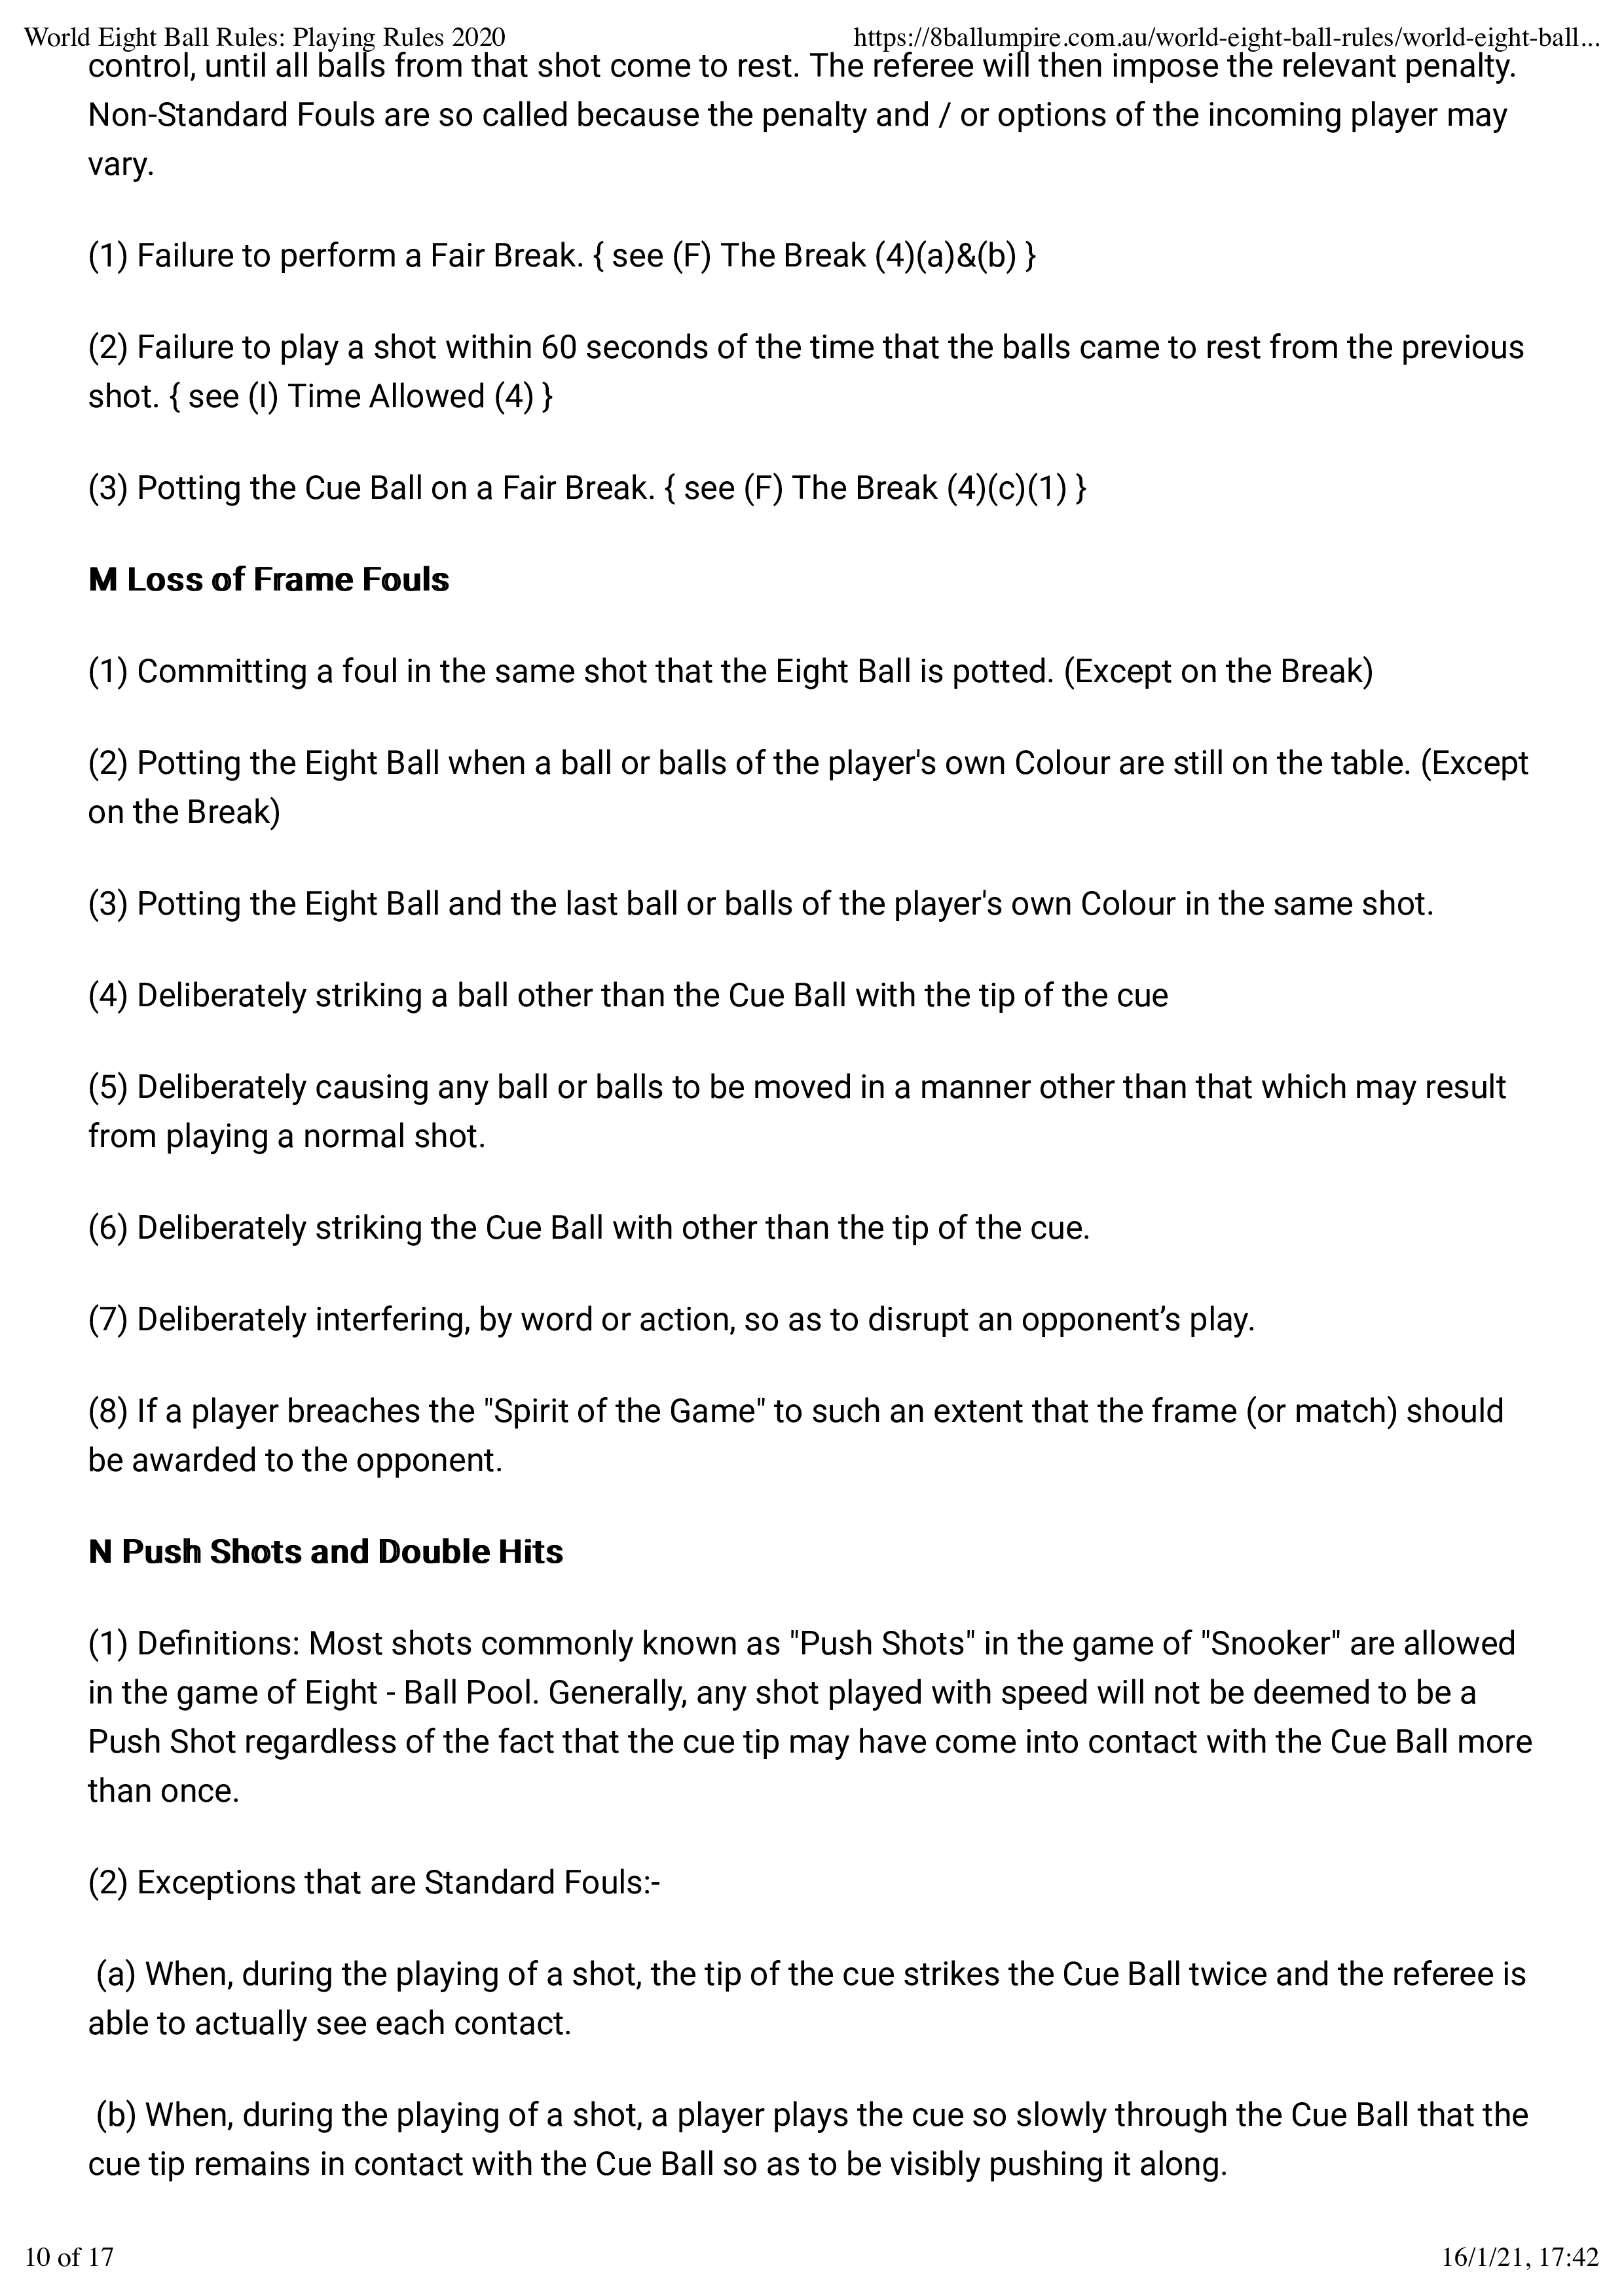 World Eight Ball Rules: Playing Rules 2020 https://8ballumpire.com.au/world-eight-ball-rules/world-eight-ball...
control, until all balls from that shot come to rest. The referee will then impose the relevant penalty.
Non-Standard Fouls are so called because the penalty and / or options of the incoming player may
vary.
(1) Failure to perform a Fair Break. { see (F) The Break (4)(a)&(b) }
(2) Failure to play a shot within 60 seconds of the time that the balls came to rest from the previous
shot. { see (I) Time Allowed (4) }
(3) Potting the Cue Ball on a Fair Break. { see (F) The Break (4)(c)(1) }
M Loss of Frame Fouls
(1) Committing a foul in the same shot that the Eight Ball is potted. (Except on the Break)
(2) Potting the Eight Ball when a ball or balls of the player's own Colour are still on the table. (Except
on the Break)
(3) Potting the Eight Ball and the last ball or balls of the player's own Colour in the same shot.
(4) Deliberately striking a ball other than the Cue Ball with the tip of the cue
(5) Deliberately causing any ball or balls to be moved in a manner other than that which may result
from playing a normal shot.
(6) Deliberately striking the Cue Ball with other than the tip of the cue.
(7) Deliberately interfering, by word or action, so as to disrupt an opponent’s play.
(8) If a player breaches the "Spirit of the Game" to such an extent that the frame (or match) should
be awarded to the opponent.
N Push Shots and Double Hits
(1) Definitions: Most shots commonly known as "Push Shots" in the game of "Snooker" are allowed
in the game of Eight - Ball Pool. Generally, any shot played with speed will not be deemed to be a
Push Shot regardless of the fact that the cue tip may have come into contact with the Cue Ball more
than once.
(2) Exceptions that are Standard Fouls:-
(a) When, during the playing of a shot, the tip of the cue strikes the Cue Ball twice and the referee is
able to actually see each contact.
(b) When, during the playing of a shot, a player plays the cue so slowly through the Cue Ball that the
cue tip remains in contact with the Cue Ball so as to be visibly pushing it along.
10 of 17 16/1/21, 17:42